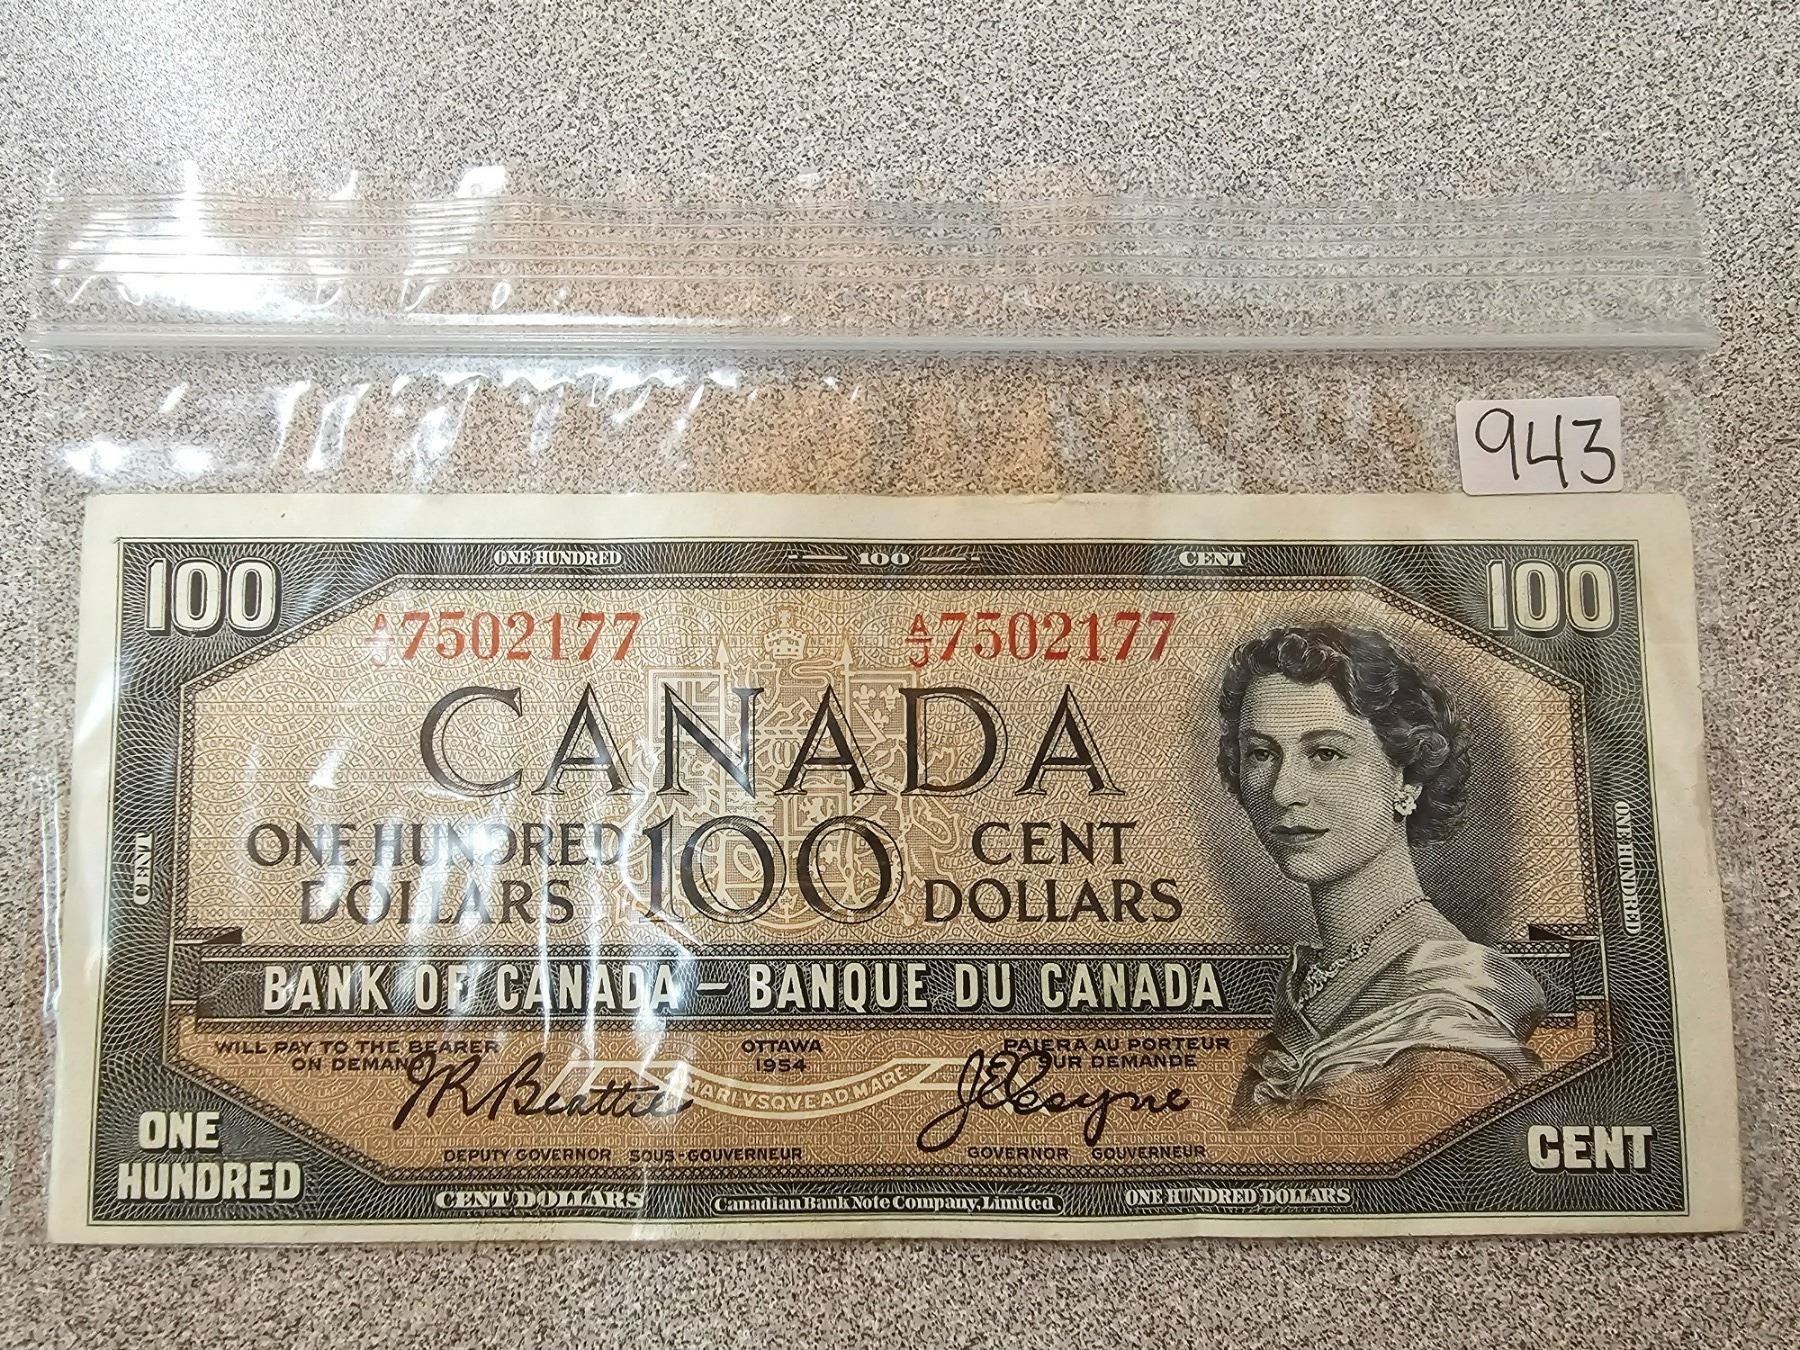 943
ONE HUNDRED - — 100 — - CENT
100 100
A/J 7502177 A/J 7502177
CANADA
ONE HUNDRED 100 CENT
DOLLARS DOLLARS
CENT
ONE HUNDRED
BANK OF CANADA – BANQUE DU CANADA
WILL PAY TO THE BEARER OTTAWA PAIERA AU PORTEUR
ON DEMAND 1954 SUR DEMANDE
J R Beattie J E Coyne
A MARI VSQVE AD MARE
DEPUTY GOVERNOR SOUS-GOUVERNEUR GOVERNOR GOUVERNEUR
ONE CENT
HUNDRED
CENT DOLLARS Canadian Bank Note Company, Limited. ONE HUNDRED DOLLARS